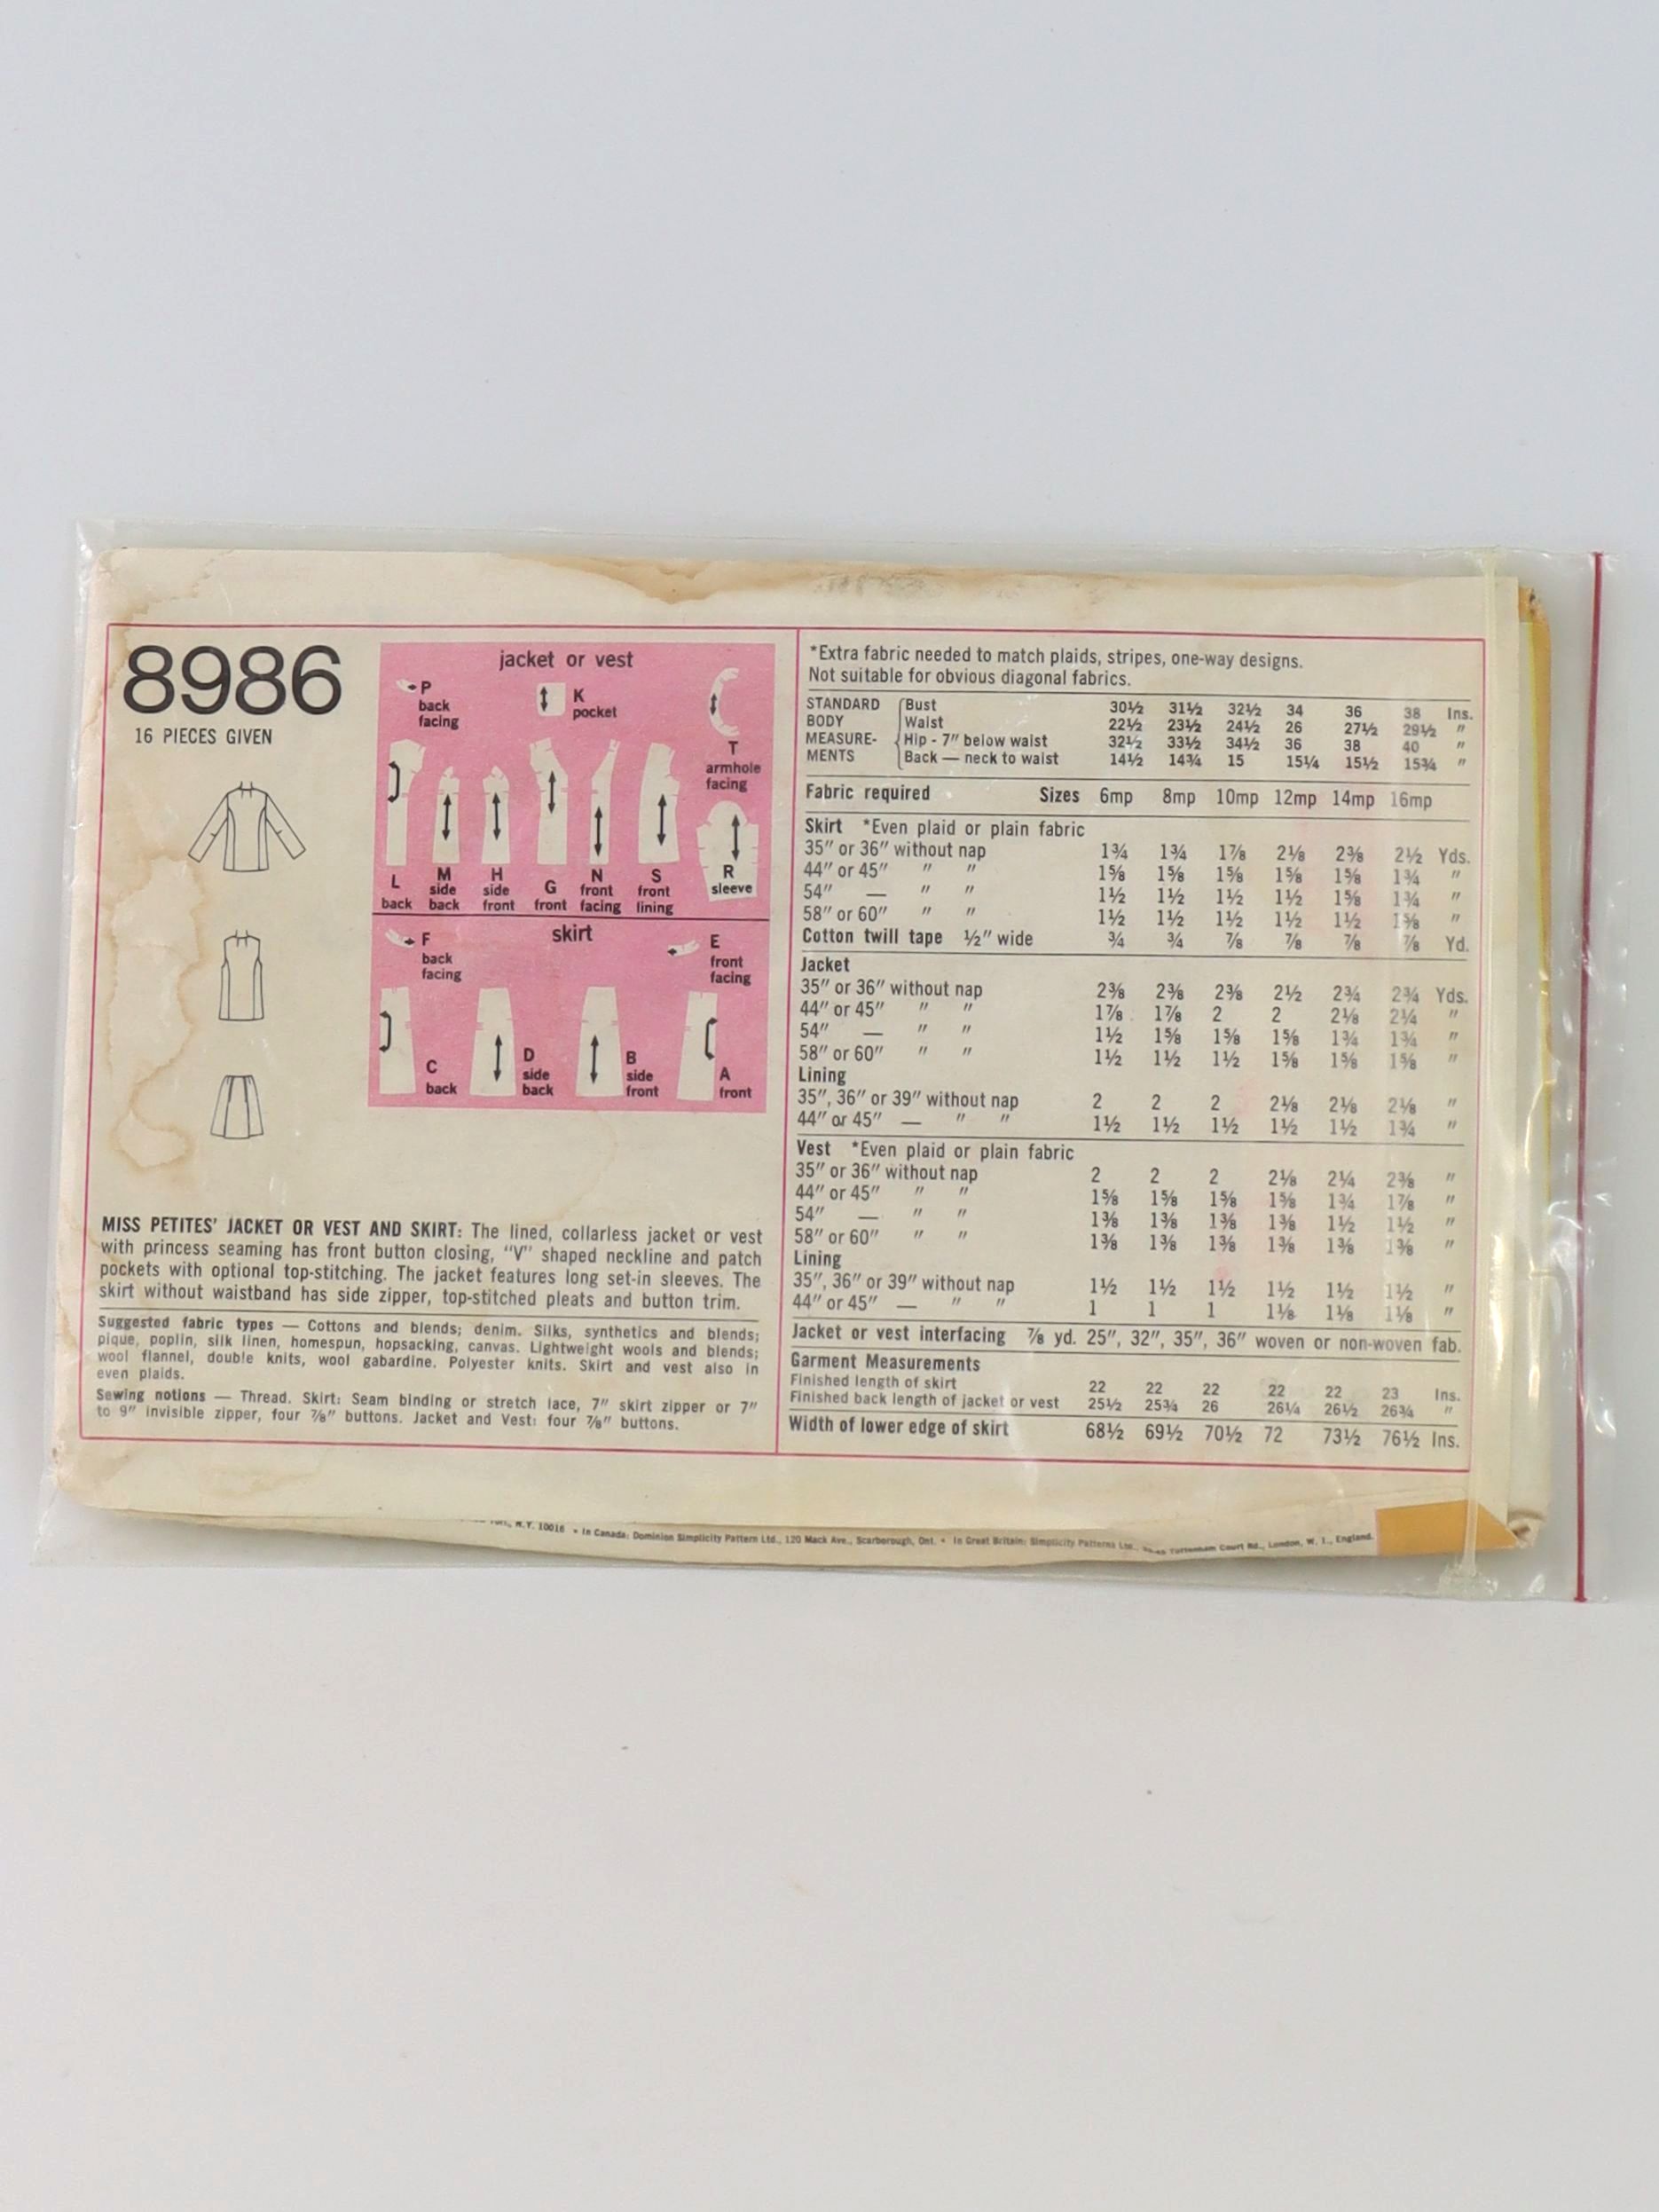 8986
16 PIECES GIVEN
jacket or vest
P
back
facing
K
pocket
T
armhole
facing
L
back
M
side
back
H
side
front
G
front
N
front
facing
S
front
lining
R
sleeve
skirt
F
back
facing
E
front
facing
C
back
D
side
back
B
side
front
A
front
MISS PETITES' JACKET OR VEST AND SKIRT: The lined, collarless jacket or vest
with princess seaming has front button closing, "V" shaped neckline and patch
pockets with optional top-stitching. The jacket features long set-in sleeves. The
skirt without waistband has side zipper, top-stitched pleats and button trim.
Suggested fabric types — Cottons and blends; denim. Silks, synthetics and blends;
pique, poplin, silk linen, homespun, hopsacking, canvas. Lightweight wools and blends;
wool flannel, double knits, wool gabardine. Polyester knits. Skirt and vest also in
even plaids.
Sewing notions — Thread. Skirt: Seam binding or stretch lace, 7" skirt zipper or 7"
to 9" invisible zipper, four ⅞" buttons. Jacket and Vest: four ⅞" buttons.
*Extra fabric needed to match plaids, stripes, one-way designs.
Not suitable for obvious diagonal fabrics.
STANDARD Bust 30½ 31½ 32½ 34 36 38 Ins.
BODY Waist 22½ 23½ 24½ 26 27½ 29½ "
MEASURE- Hip - 7" below waist 32½ 33½ 34½ 36 38 40 "
MENTS Back — neck to waist 14½ 14¾ 15 15¼ 15½ 15¾ "
Fabric required Sizes 6mp 8mp 10mp 12mp 14mp 16mp
Skirt *Even plaid or plain fabric
35" or 36" without nap 1¾ 1¾ 1⅞ 2⅛ 2⅜ 2½ Yds.
44" or 45" " " 1⅝ 1⅝ 1⅝ 1⅝ 1⅝ 1¾ "
54" — " " 1½ 1½ 1½ 1½ 1⅝ 1¾ "
58" or 60" " " 1½ 1½ 1½ 1½ 1½ 1⅝ "
Cotton twill tape ½" wide ¾ ¾ ⅞ ⅞ ⅞ ⅞ Yd.
Jacket
35" or 36" without nap 2⅜ 2⅜ 2⅜ 2½ 2¾ 2¾ Yds.
44" or 45" " " 1⅞ 1⅞ 2 2 2⅛ 2¼ "
54" — " " 1½ 1⅝ 1⅝ 1⅝ 1¾ 1¾ "
58" or 60" " " 1½ 1½ 1½ 1⅝ 1⅝ 1⅝ "
Lining
35", 36" or 39" without nap 2 2 2 2⅛ 2⅛ 2⅛ "
44" or 45" — " " 1½ 1½ 1½ 1½ 1½ 1¾ "
Vest *Even plaid or plain fabric
35" or 36" without nap 2 2 2 2⅛ 2¼ 2⅜ "
44" or 45" " " 1⅝ 1⅝ 1⅝ 1⅝ 1¾ 1⅞ "
54" — " " 1⅜ 1⅜ 1⅜ 1⅜ 1½ 1½ "
58" or 60" " " 1⅜ 1⅜ 1⅜ 1⅜ 1⅜ 1⅜ "
Lining
35", 36" or 39" without nap 1½ 1½ 1½ 1½ 1½ 1½ "
44" or 45" — " " 1 1 1 1⅛ 1⅛ 1⅛ "
Jacket or vest interfacing ⅞ yd. 25", 32", 35", 36" woven or non-woven fab.
Garment Measurements
Finished length of skirt 22 22 22 22 22 23 Ins.
Finished back length of jacket or vest 25½ 25¾ 26 26¼ 26½ 26¾ "
Width of lower edge of skirt 68½ 69½ 70½ 72 73½ 76½ Ins.
N.Y. 10016 • In Canada: Dominion Simplicity Pattern Ltd., 120 Mack Ave., Scarborough, Ont. • In Great Britain: Simplicity Patterns Ltd., Tottenham Court Rd., London, W. 1., England.